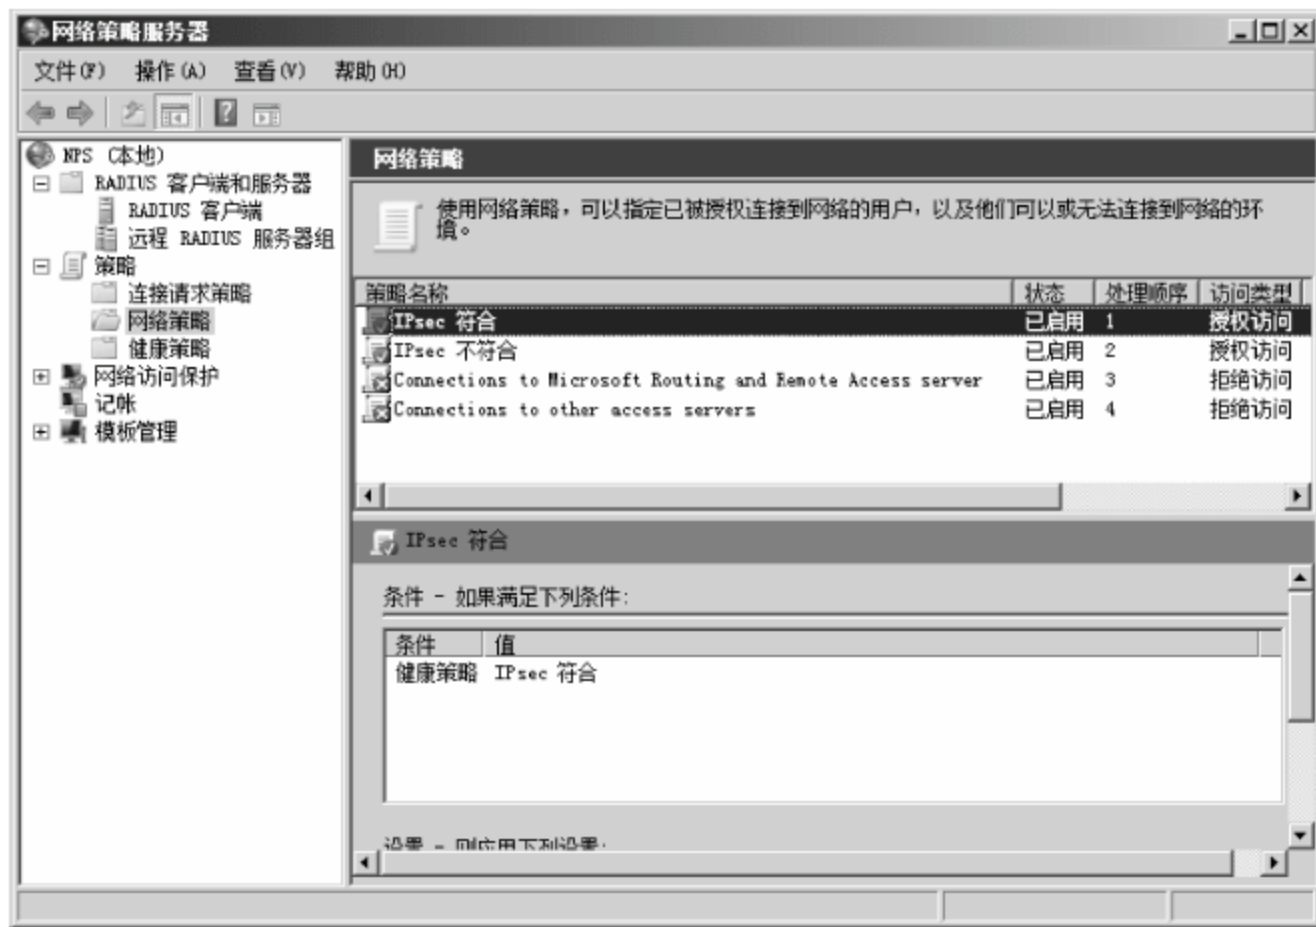 网络策略服务器
文件(F) 操作(A) 查看(V) 帮助(H)
NPS (本地)
RADIUS 客户端和服务器
RADIUS 客户端
远程 RADIUS 服务器组
策略
连接请求策略
网络策略
健康策略
网络访问保护
记帐
模板管理
网络策略
使用网络策略，可以指定已被授权连接到网络的用户，以及他们可以或无法连接到网络的环
境。
策略名称 状态 处理顺序 访问类型
IPsec 符合 已启用 1 授权访问
IPsec 不符合 已启用 2 授权访问
Connections to Microsoft Routing and Remote Access server 已启用 3 拒绝访问
Connections to other access servers 已启用 4 拒绝访问
IPsec 符合
条件 - 如果满足下列条件:
条件 值
健康策略 IPsec 符合
设置 - 则应用下列设置: